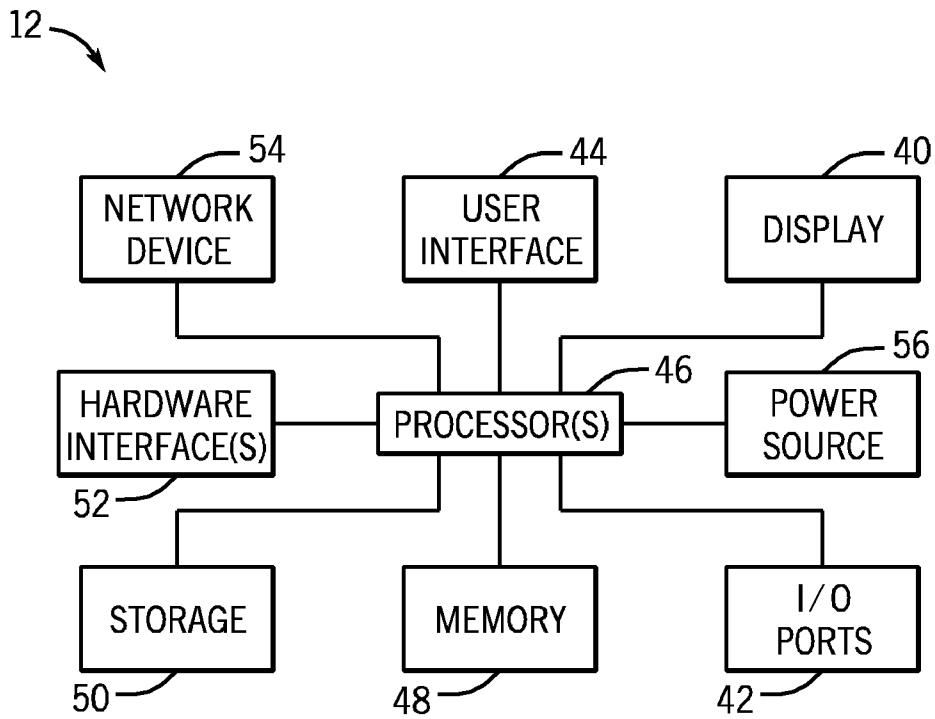 12
54
44
40
NETWORK
DEVICE
USER
INTERFACE
DISPLAY
46
56
HARDWARE
INTERFACE(S)
PROCESSOR(S)
POWER
SOURCE
52
STORAGE
MEMORY
I/O
PORTS
50
48
42